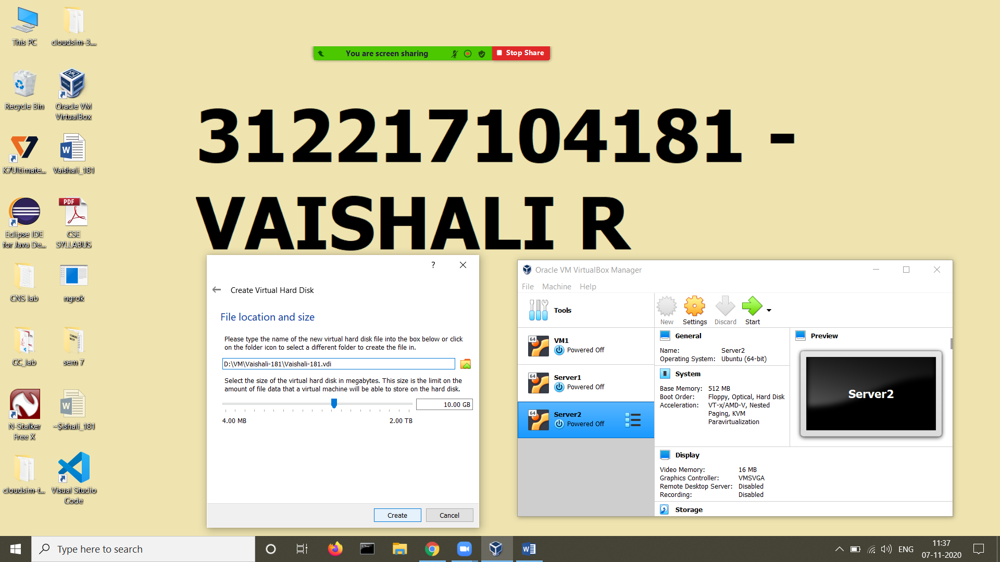 This PC
cloudsim-3....
Recycle Bin
Oracle VM
VirtualBox
K7Ultimate...
Vaishali_181
Eclipse IDE
for Java De...
PDF
CSE
SYLLABUS
CNS lab
ngrok
CC_lab
sem 7
N-Stalker
Free X
~$ishali_181
cloudsim-t...
Visual Studio
Code
You are screen sharing
Stop Share
312217104181 -
VAISHALI R
?
Create Virtual Hard Disk
File location and size
Please type the name of the new virtual hard disk file into the box below or click
on the folder icon to select a different folder to create the file in.
D:\VM\Vaishali-181\Vaishali-181.vdi
Select the size of the virtual hard disk in megabytes. This size is the limit on the
amount of file data that a virtual machine will be able to store on the hard disk.
10.00 GB
4.00 MB
2.00 TB
Create
Cancel
Oracle VM VirtualBox Manager
File Machine Help
Tools
New
Settings
Discard
Start
64
VM1
Powered Off
64
Server1
Powered Off
64
Server2
Powered Off
General
Name: Server2
Operating System: Ubuntu (64-bit)
System
Base Memory: 512 MB
Boot Order: Floppy, Optical, Hard Disk
Acceleration: VT-x/AMD-V, Nested
Paging, KVM
Paravirtualization
Preview
Server2
Display
Video Memory: 16 MB
Graphics Controller: VMSVGA
Remote Desktop Server: Disabled
Recording: Disabled
Storage
Type here to search
ENG
11:37
07-11-2020